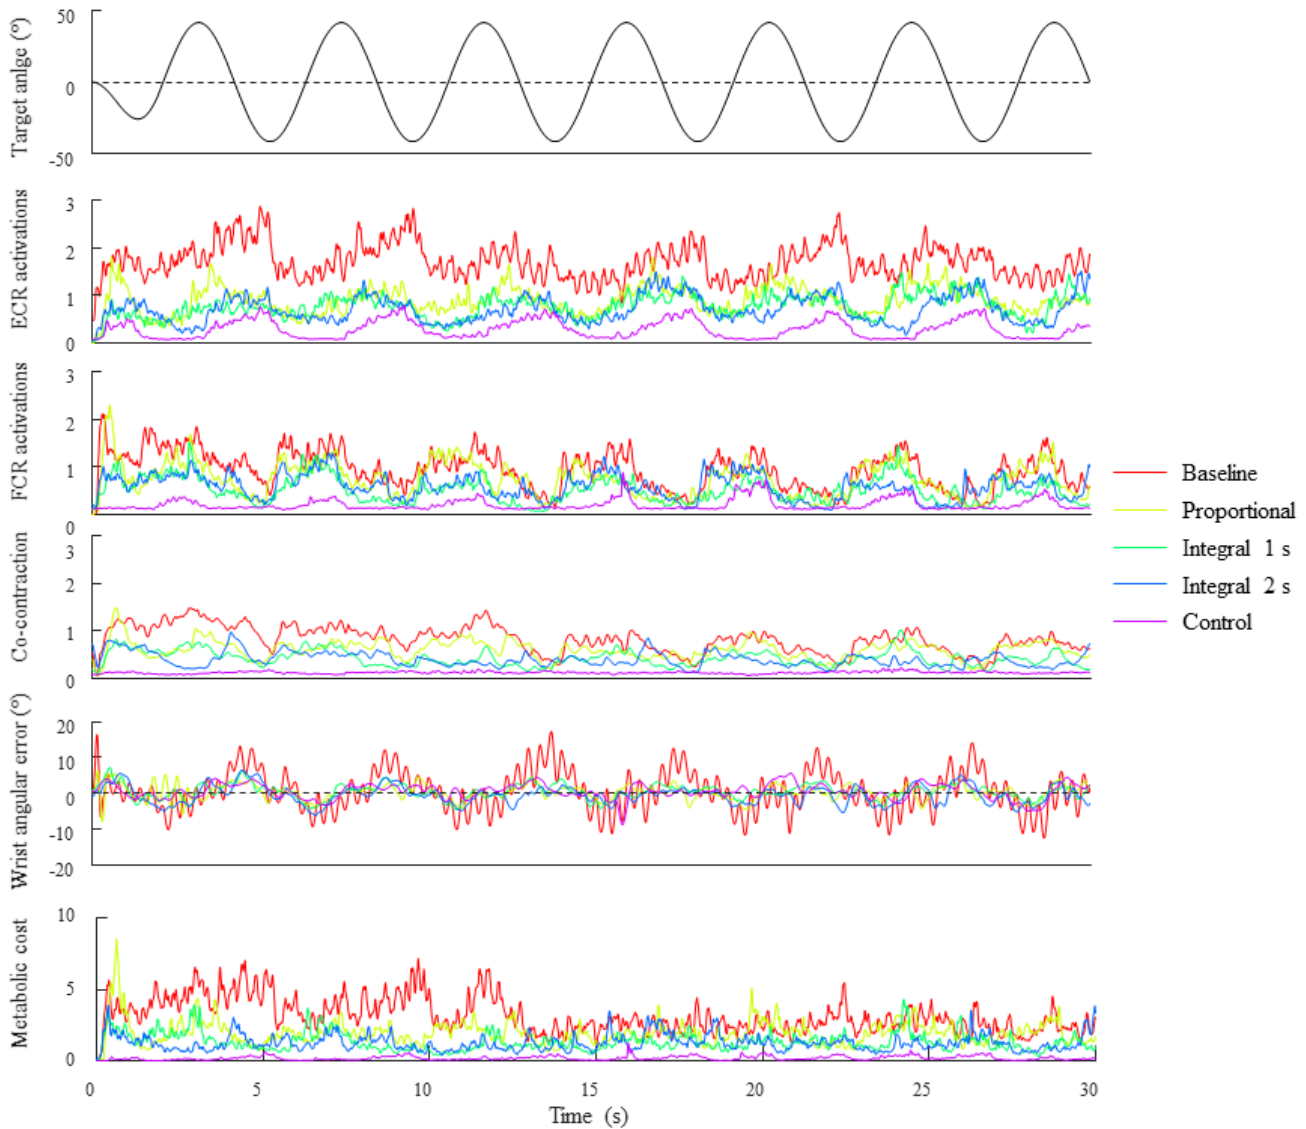 Target anlge (°)
50
0
-50
ECR activations
3
2
1
0
FCR activations
3
2
1
0
Co-contraction
3
2
1
0
Wrist angular error (°)
20
10
0
-10
-20
Metabolic cost
10
5
0
0 5 10 15 20 25 30
Time (s)
Baseline
Proportional
Integral 1 s
Integral 2 s
Control